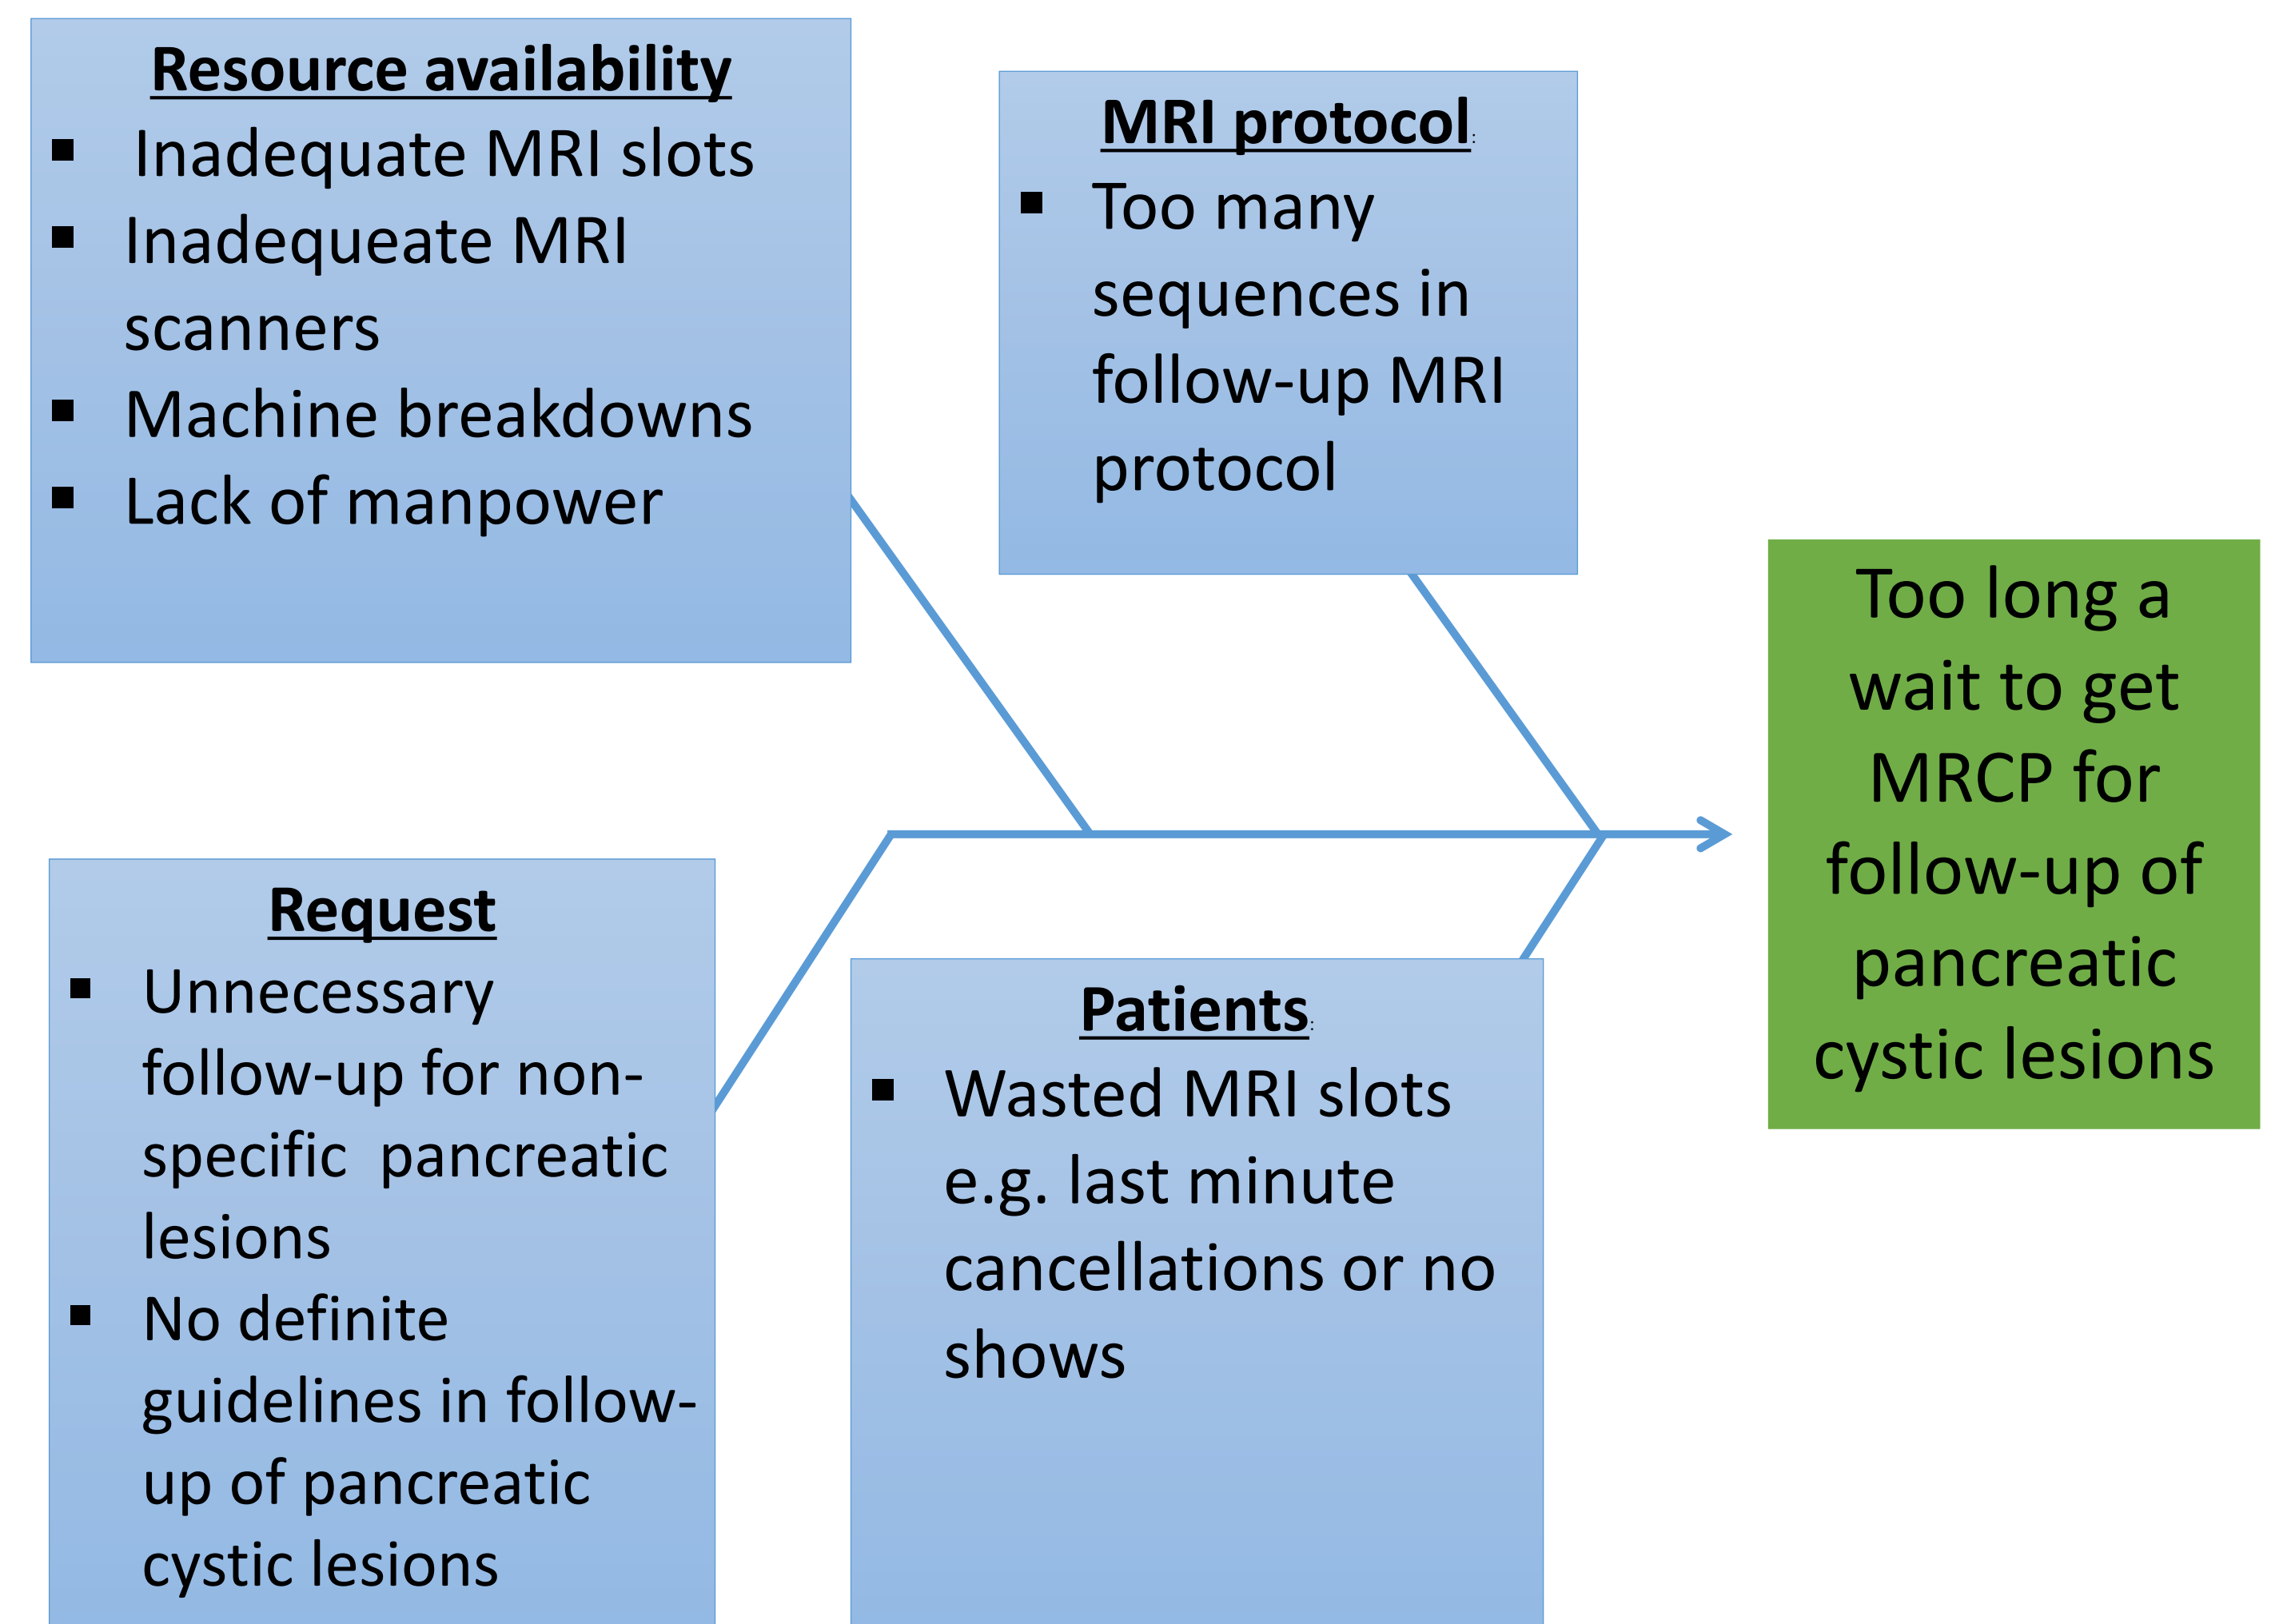 Resource availability
▪ Inadequate MRI slots
▪ Inadequeate MRI
scanners
▪ Machine breakdowns
▪ Lack of manpower
MRI protocol:
▪ Too many
sequences in
follow-up MRI
protocol
Too long a
wait to get
MRCP for
follow-up of
pancreatic
cystic lesions
Request
▪ Unnecessary
follow-up for non-
specific pancreatic
lesions
▪ No definite
guidelines in follow-
up of pancreatic
cystic lesions
Patients:
▪ Wasted MRI slots
e.g. last minute
cancellations or no
shows